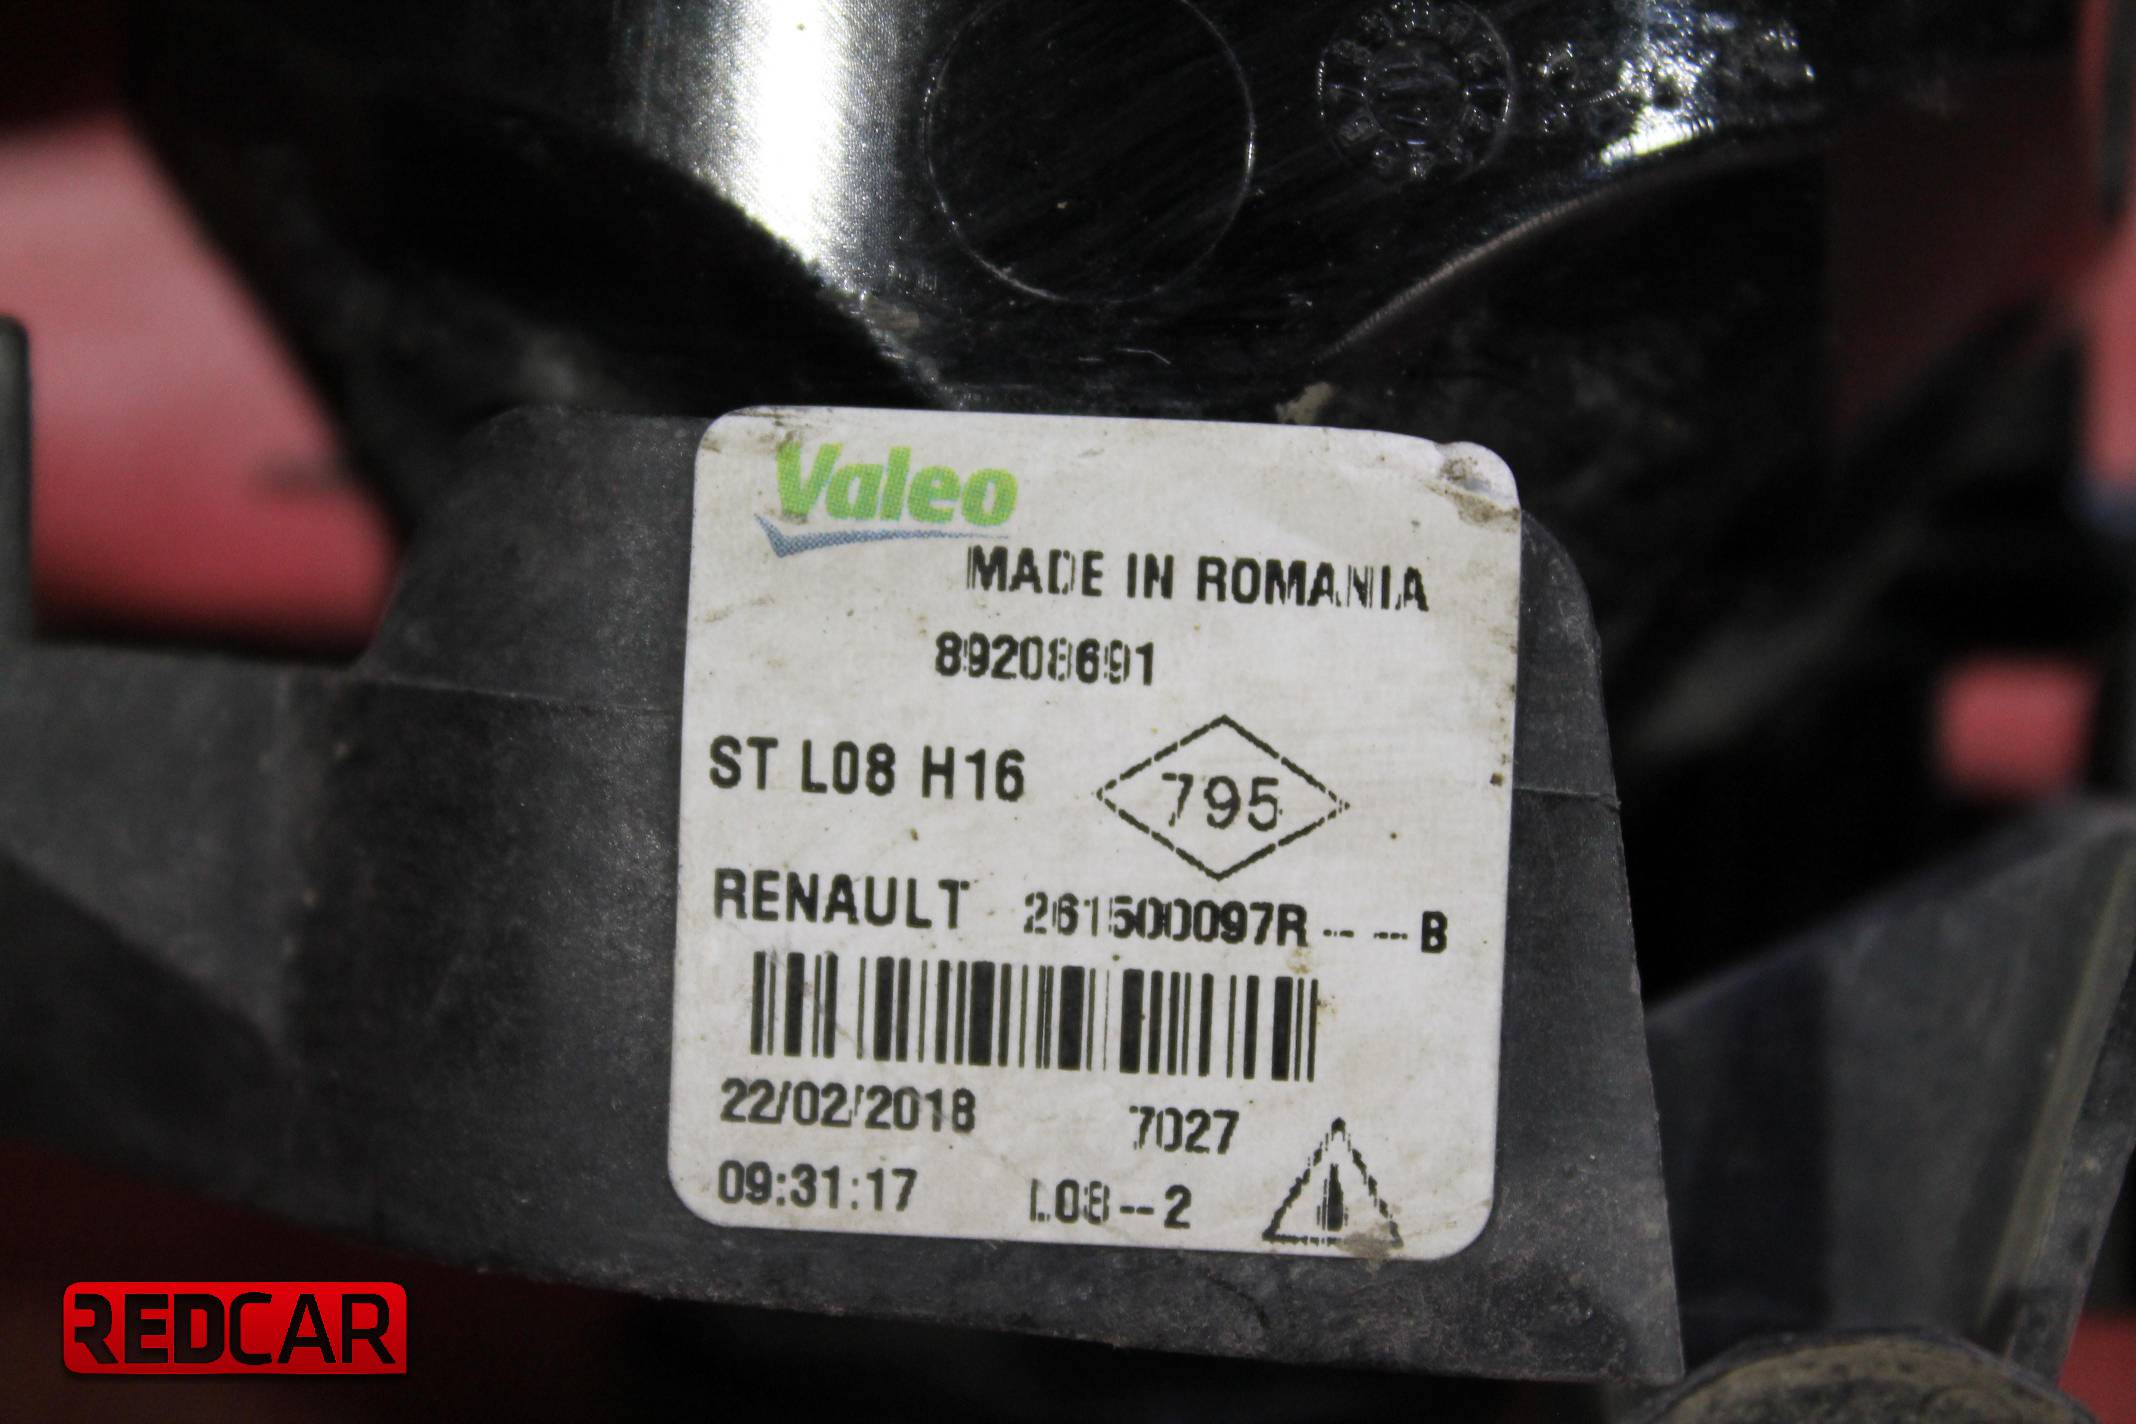 Valeo
MADE IN ROMANIA
89208691
ST L08 H16
795
RENAULT 261500097R-- --B
22/02/2018 7027
09:31:17 L08--2
REDCAR